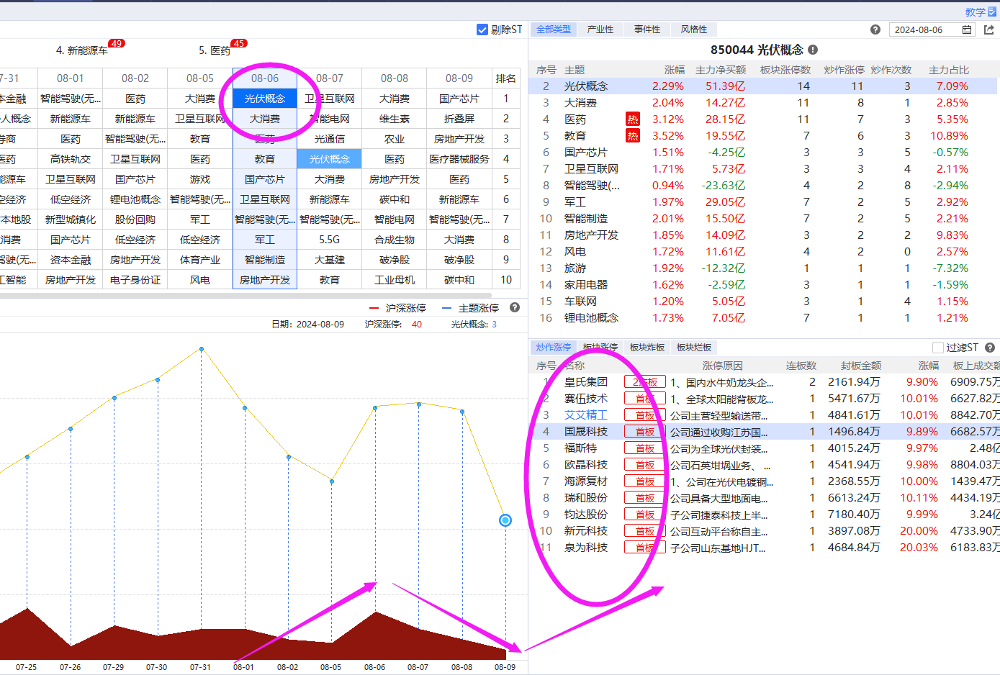 教学
剔除ST
4. 新能源车 49
5. 医药 45
7-31 08-01 08-02 08-05 08-06 08-07 08-08 08-09 排名
本金融 智能驾驶(无... 医药 大消费 光伏概念 卫星互联网 大消费 国产芯片 1
人概念 新能源车 新能源车 卫星互联网 大消费 智能电网 维生素 折叠屏 2
券商 医药 智能驾驶(无... 教育 医药 光通信 农业 房地产开发 3
医药 高铁轨交 卫星互联网 医药 教育 光伏概念 医药 医疗器械服务 4
能源车 卫星互联网 国产芯片 游戏 国产芯片 大消费 房地产开发 医药 5
空经济 低空经济 锂电池概念 智能驾驶(无... 卫星互联网 新能源车 碳中和 新能源车 6
本地股 新型城镇化 股份回购 军工 智能驾驶(无... 智能驾驶(无... 智能电网 智能驾驶(无... 7
消费 国产芯片 低空经济 低空经济 军工 5.5G 合成生物 大消费 8
驾驶(无... 资本金融 房地产开发 体育产业 智能制造 大基建 破净股 破净股 9
工智能 房地产开发 电子身份证 风电 房地产开发 教育 工业母机 碳中和 10
沪深涨停 主题涨停
日期: 2024-08-09 沪深涨停: 40 光伏概念: 3
07-25 07-26 07-29 07-30 07-31 08-01 08-02 08-05 08-06 08-07 08-08 08-09
全部类型 产业性 事件性 风格性 2024-08-06
850044 光伏概念
序号 主题 涨幅 主力净买额 板块涨停数 炒作涨停 炒作次数 主力占比
2 光伏概念 2.29% 51.39亿 14 11 3 7.09%
3 大消费 2.04% 14.27亿 11 8 1 2.85%
4 医药 热 3.12% 28.15亿 11 7 3 5.35%
5 教育 热 3.52% 19.55亿 7 6 3 10.89%
6 国产芯片 1.51% -4.25亿 3 3 5 -0.57%
7 卫星互联网 1.71% 5.73亿 3 3 4 2.11%
8 智能驾驶(... 0.94% -23.63亿 4 2 8 -2.94%
9 军工 1.97% 29.05亿 7 2 5 2.92%
10 智能制造 2.01% 15.50亿 7 2 5 2.21%
11 房地产开发 1.85% 14.09亿 3 2 2 9.83%
12 风电 1.72% 11.61亿 4 2 0 2.57%
13 旅游 1.92% -12.32亿 1 1 1 -7.32%
14 家用电器 1.62% -2.59亿 3 1 1 -1.59%
15 车联网 1.20% 5.05亿 3 1 4 1.15%
16 锂电池概念 1.73% 7.05亿 7 1 1 1.21%
炒作涨停 板块涨停 板块炸板 板块烂板 过滤ST
序号 名称 涨停原因 连板数 封板金额 涨幅 板上成交额
1 皇氏集团 2连板 1、国内水牛奶龙头企... 2 2161.94万 9.90% 6909.75万
2 赛伍技术 首板 1、全球太阳能背板龙... 1 5471.67万 10.01% 6627.82万
3 艾艾精工 首板 公司主营轻型输送带... 1 4841.61万 10.01% 8842.70万
4 国晟科技 首板 公司通过收购江苏国... 1 1496.84万 9.89% 6682.57万
5 福斯特 首板 公司为全球光伏封装... 1 4015.24万 9.97% 2.48亿
6 欧晶科技 首板 公司石英坩埚业务、 ... 1 4541.94万 9.98% 8804.03万
7 海源复材 首板 1、公司在光伏电镀铜... 1 2368.55万 10.00% 1439.47万
8 瑞和股份 首板 公司具备大型地面电... 1 6613.24万 10.11% 4434.19万
9 钧达股份 首板 子公司捷泰科技上半... 1 7180.40万 9.99% 3.24亿
10 新元科技 首板 公司互动平台称自主... 1 3897.08万 20.00% 4733.90万
11 泉为科技 首板 子公司山东基地HJT... 1 4684.84万 20.03% 6183.83万